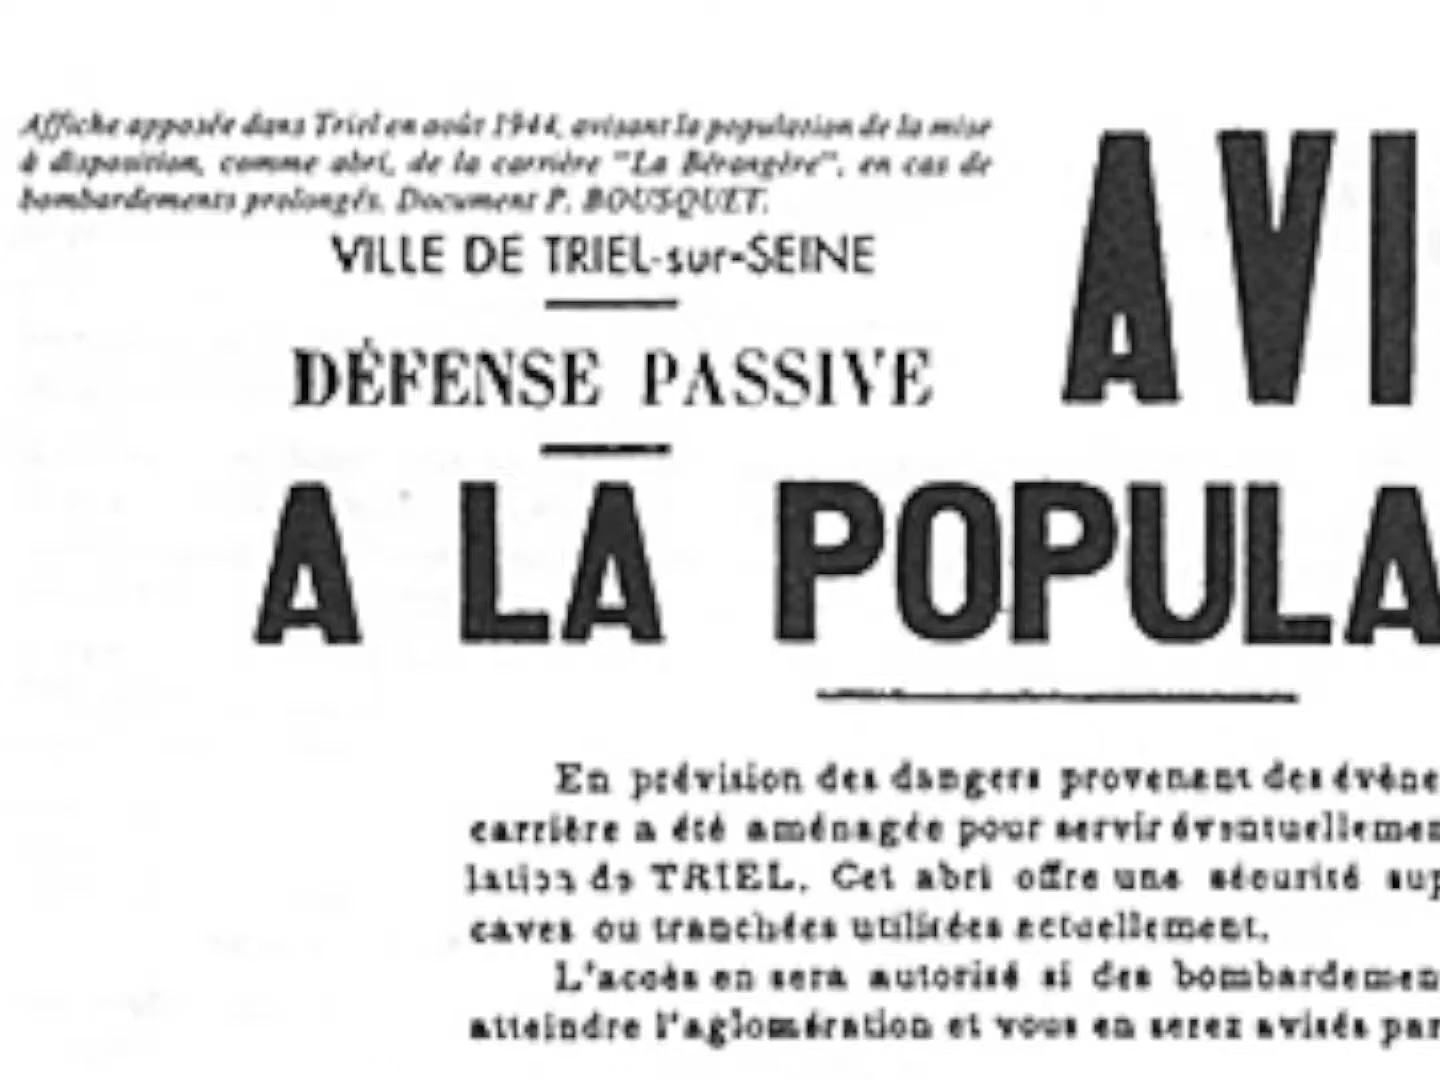 Affiche apposée dans Triel en août 1944, avisant la population de la mise
à disposition, comme abri, de la carrière "La Bérangère", en cas de
bombardements prolongés. Document P. BOUSQUET.
VILLE DE TRIEL-sur-SEINE
DÉFENSE PASSIVE
AVI
A LA POPULA
En prévision des dangers provenant des évène
carrière a été aménagée pour servir éventuellemen
lation de TRIEL. Cet abri offre une sécurité sup
caves ou tranchées utilisées actuellement.
L'accès en sera autorisé si des bombardemen
atteindre l'aglomération et vous en serez avisés par